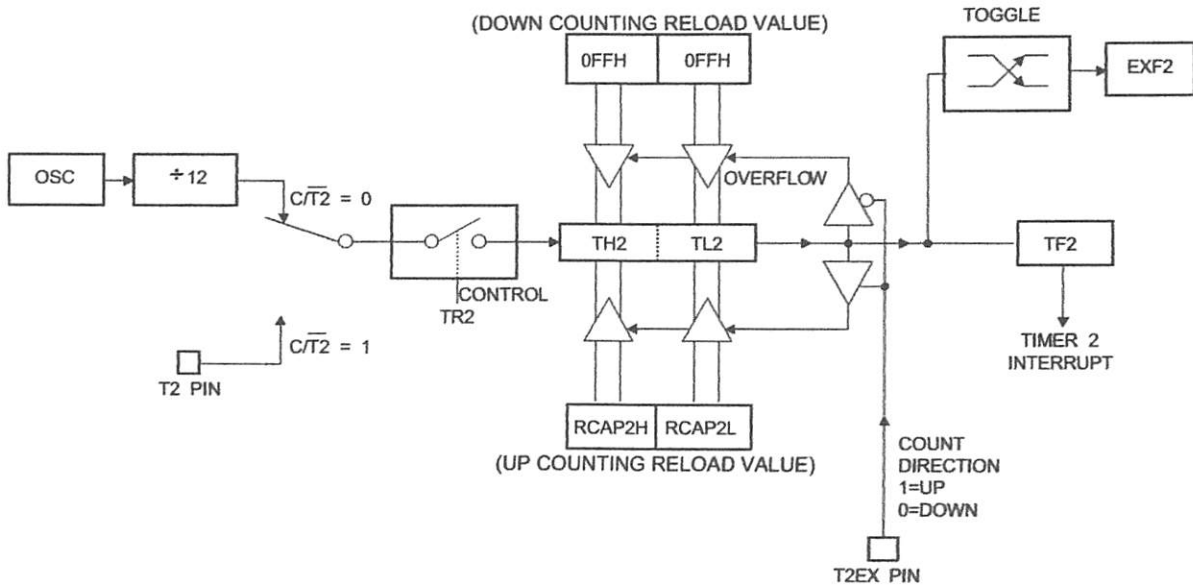 (DOWN COUNTING RELOAD VALUE)
TOGGLE
0FFH
0FFH
EXF2
OSC
÷12
C/T2̅ = 0
OVERFLOW
TH2
TL2
TF2
CONTROL
TR2
C/T2̅ = 1
T2 PIN
TIMER 2
INTERRUPT
RCAP2H
RCAP2L
(UP COUNTING RELOAD VALUE)
COUNT
DIRECTION
1=UP
0=DOWN
T2EX PIN